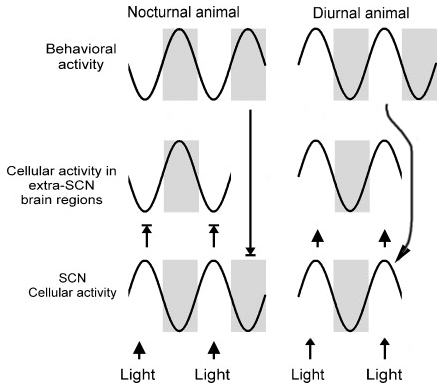 Nocturnal animal
Diurnal animal
Behavioral
activity
Cellular activity in
extra-SCN
brain regions
SCN
Cellular activity
Light
Light
Light
Light